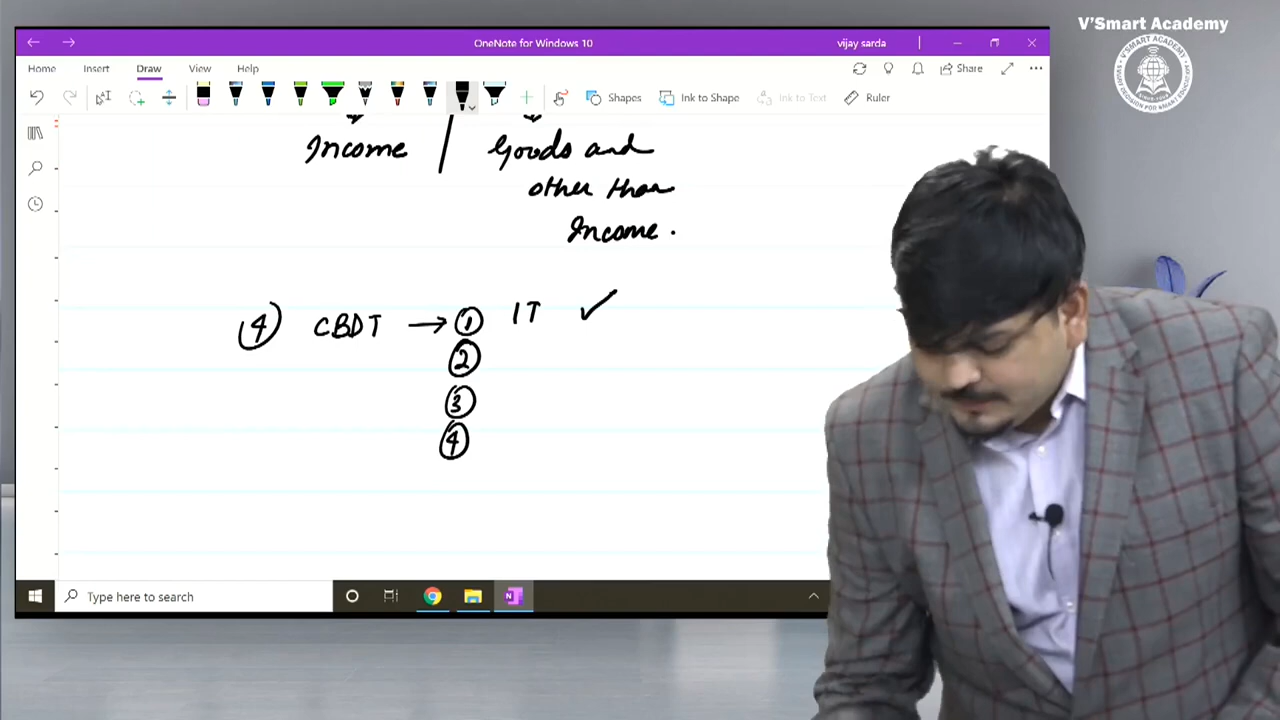 V'Smart Academy
OneNote for Windows 10
vijay sarda
Home Insert Draw View Help
Share
Shapes Ink to Shape Ink to Text Ruler
Income Goods and
other than
Income.
④ CBDT → ① IT ✓
②
③
④
Type here to search